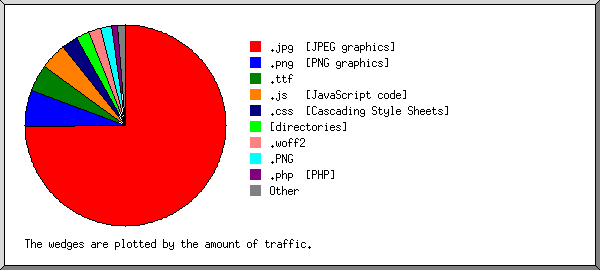 .jpg [JPEG graphics]
.png [PNG graphics]
.ttf
.js [JavaScript code]
.css [Cascading Style Sheets]
[directories]
.woff2
.PNG
.php [PHP]
Other
The wedges are plotted by the amount of traffic.